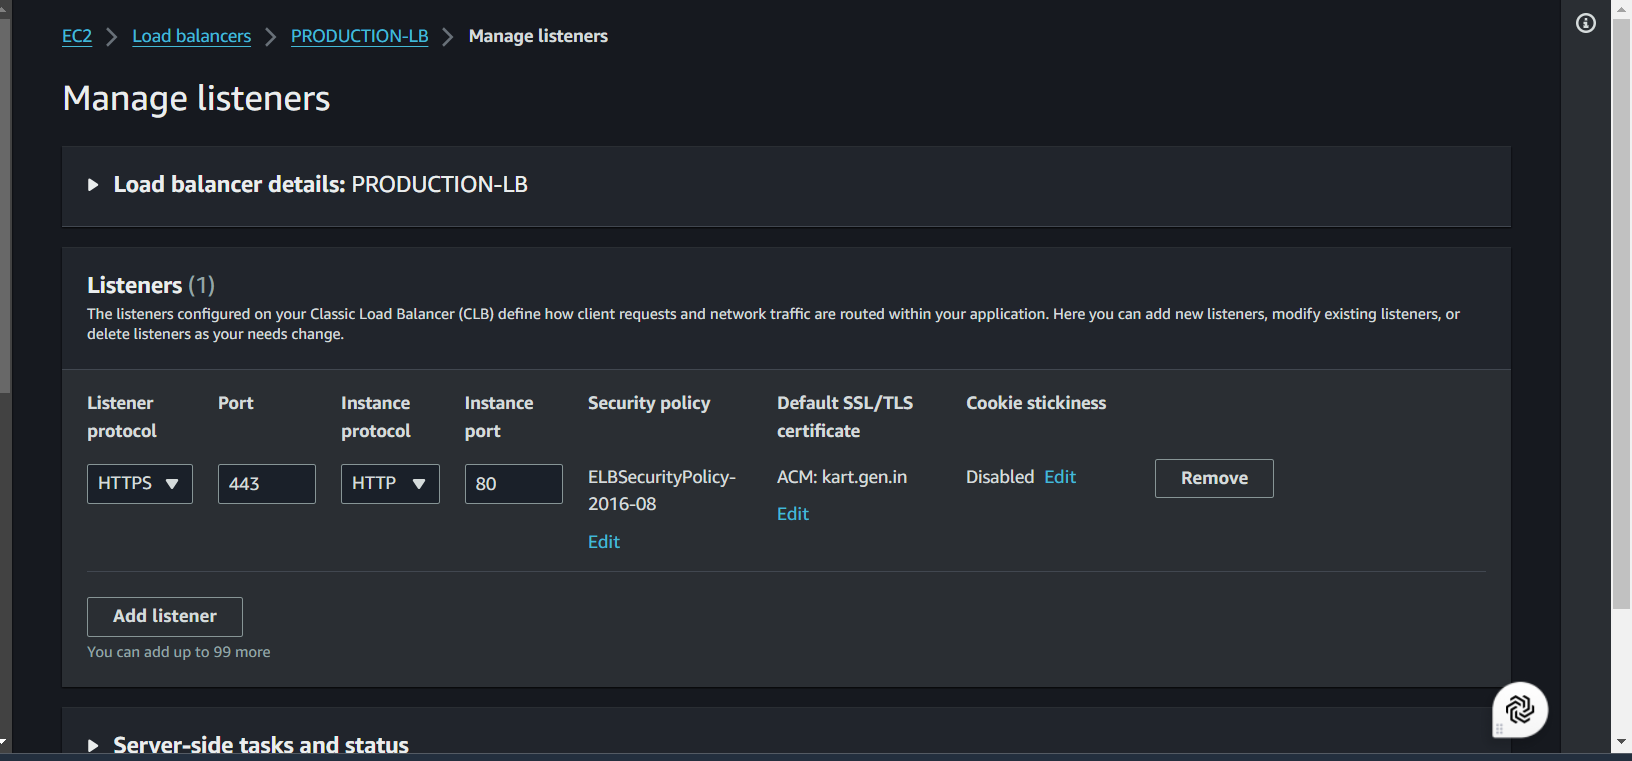 EC2 > Load balancers > PRODUCTION-LB > Manage listeners
Manage listeners
Load balancer details: PRODUCTION-LB
Listeners (1)
The listeners configured on your Classic Load Balancer (CLB) define how client requests and network traffic are routed within your application. Here you can add new listeners, modify existing listeners, or
delete listeners as your needs change.
Listener protocol
Port
Instance protocol
Instance port
Security policy
Default SSL/TLS certificate
Cookie stickiness
HTTPS
443
HTTP
80
ELBSecurityPolicy-
2016-08
Edit
ACM: kart.gen.in
Edit
Disabled Edit
Remove
Add listener
You can add up to 99 more
Server-side tasks and status